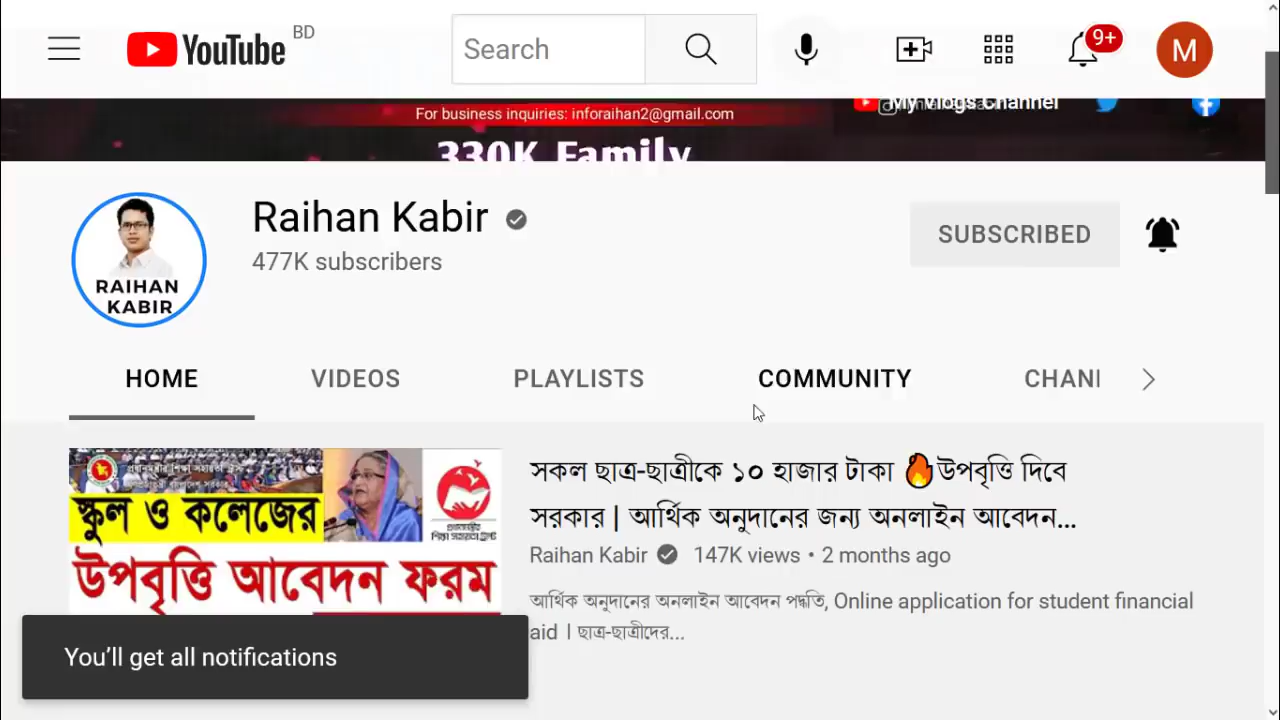 YouTube BD
Search
9+
M
For business inquiries: inforaihan2@gmail.com
My Vlogs Channel
330K Family
Raihan Kabir
477K subscribers
SUBSCRIBED
RAIHAN
KABIR
HOME VIDEOS PLAYLISTS COMMUNITY CHANI
স্কুল ও কলেজের
উপবৃত্তি আবেদন ফরম
সকল ছাত্র-ছাত্রীকে ১০ হাজার টাকা 🔥উপবৃত্তি দিবে
সরকার | আর্থিক অনুদানের জন্য অনলাইন আবেদন...
Raihan Kabir 147K views • 2 months ago
আর্থিক অনুদানের অনলাইন আবেদন পদ্ধতি, Online application for student financial
aid । ছাত্র-ছাত্রীদের...
You’ll get all notifications